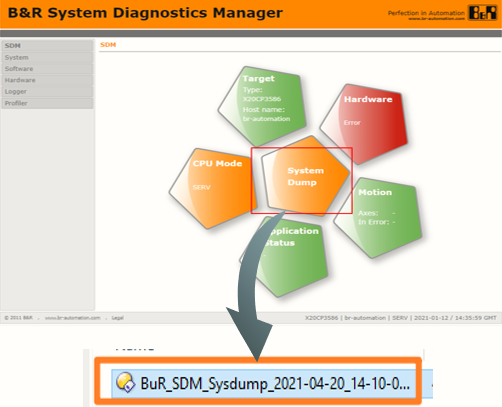 B&R System Diagnostics Manager
Perfection in Automation
www.br-automation.com
B&R
SDM
System
Software
Hardware
Logger
Profiler
SDM
Target
Type:
X20CP3586
Host name:
br-automation
Hardware
Error
CPU Mode
SERV
System
Dump
Motion
Axes: -
In Error: -
pplication
Status
© 2011 B&R . www.br-automation.com . Legal
X20CP3586 | br-automation | SERV | 2021-01-12 / 14:35:59 GMT
BuR_SDM_Sysdump_2021-04-20_14-10-0...